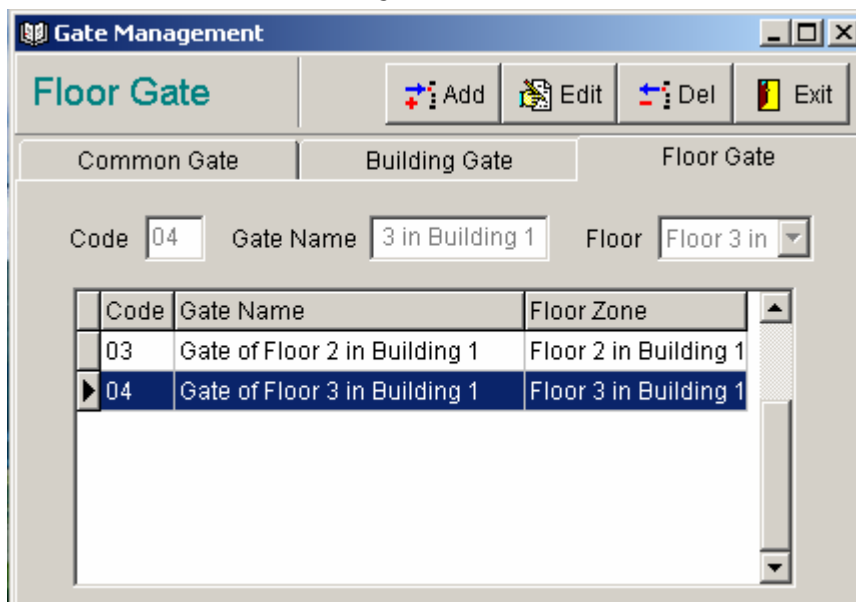 Gate Management
Floor Gate Add Edit Del Exit
Common Gate Building Gate Floor Gate
Code 04 Gate Name 3 in Building 1 Floor Floor 3 in
Code Gate Name Floor Zone
03 Gate of Floor 2 in Building 1 Floor 2 in Building 1
04 Gate of Floor 3 in Building 1 Floor 3 in Building 1